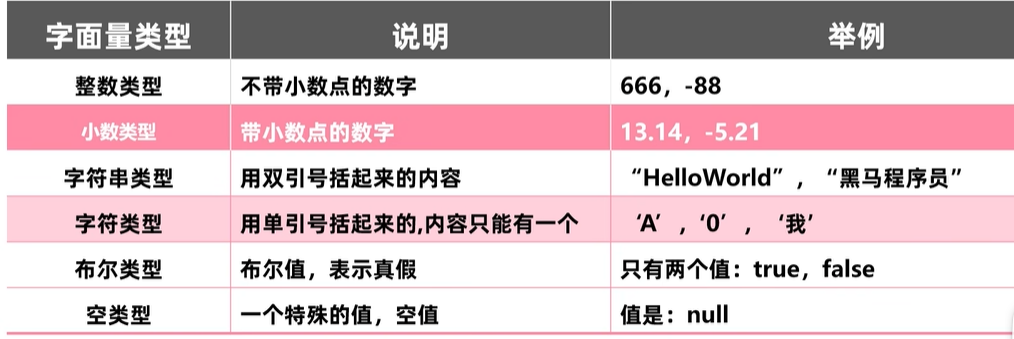 字面量类型 说明 举例
整数类型 不带小数点的数字 666，-88
小数类型 带小数点的数字 13.14，-5.21
字符串类型 用双引号括起来的内容 “HelloWorld”，“黑马程序员”
字符类型 用单引号括起来的,内容只能有一个 ‘A’，‘0’， ‘我’
布尔类型 布尔值，表示真假 只有两个值：true，false
空类型 一个特殊的值，空值 值是：null